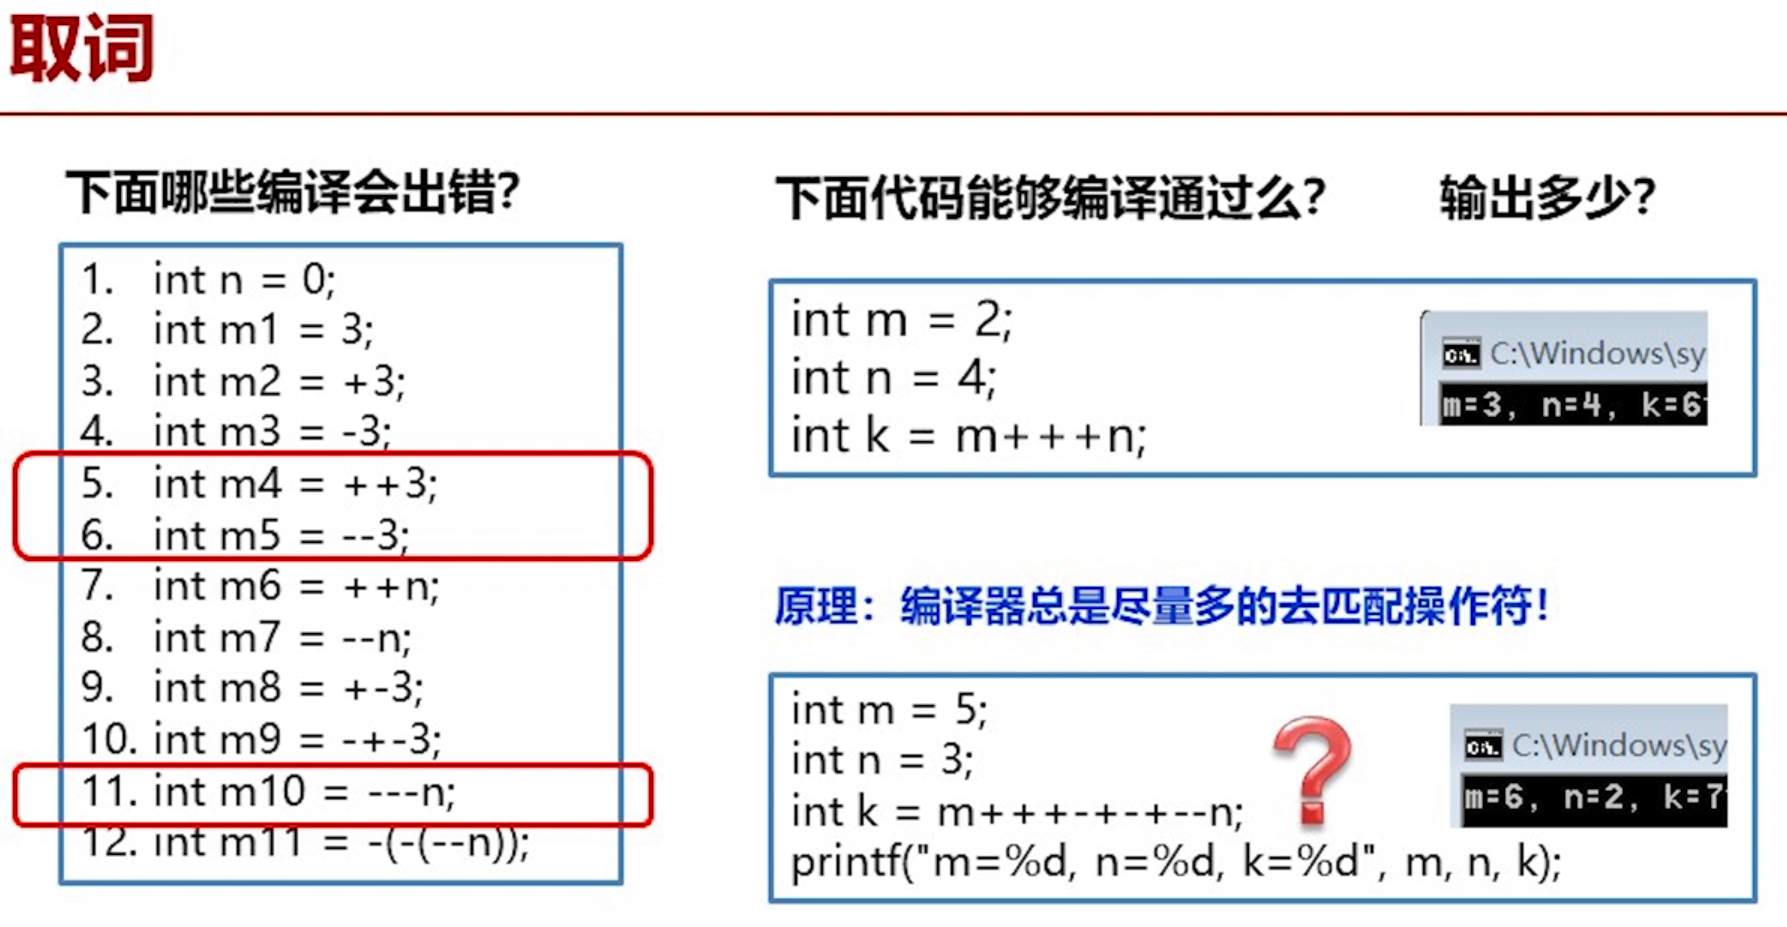 取词
下面哪些编译会出错?
1. int n = 0;
2. int m1 = 3;
3. int m2 = +3;
4. int m3 = -3;
5. int m4 = ++3;
6. int m5 = --3;
7. int m6 = ++n;
8. int m7 = --n;
9. int m8 = +-3;
10. int m9 = -+-3;
11. int m10 = ---n;
12. int m11 = -(-(--n));
下面代码能够编译通过么? 输出多少?
int m = 2;
int n = 4;
int k = m+++n;
C:\Windows\sy
m=3, n=4, k=6
原理：编译器总是尽量多的去匹配操作符！
int m = 5;
int n = 3;
int k = m+++-+-+--n;
printf("m=%d, n=%d, k=%d", m, n, k);
?
C:\Windows\sy
m=6, n=2, k=7